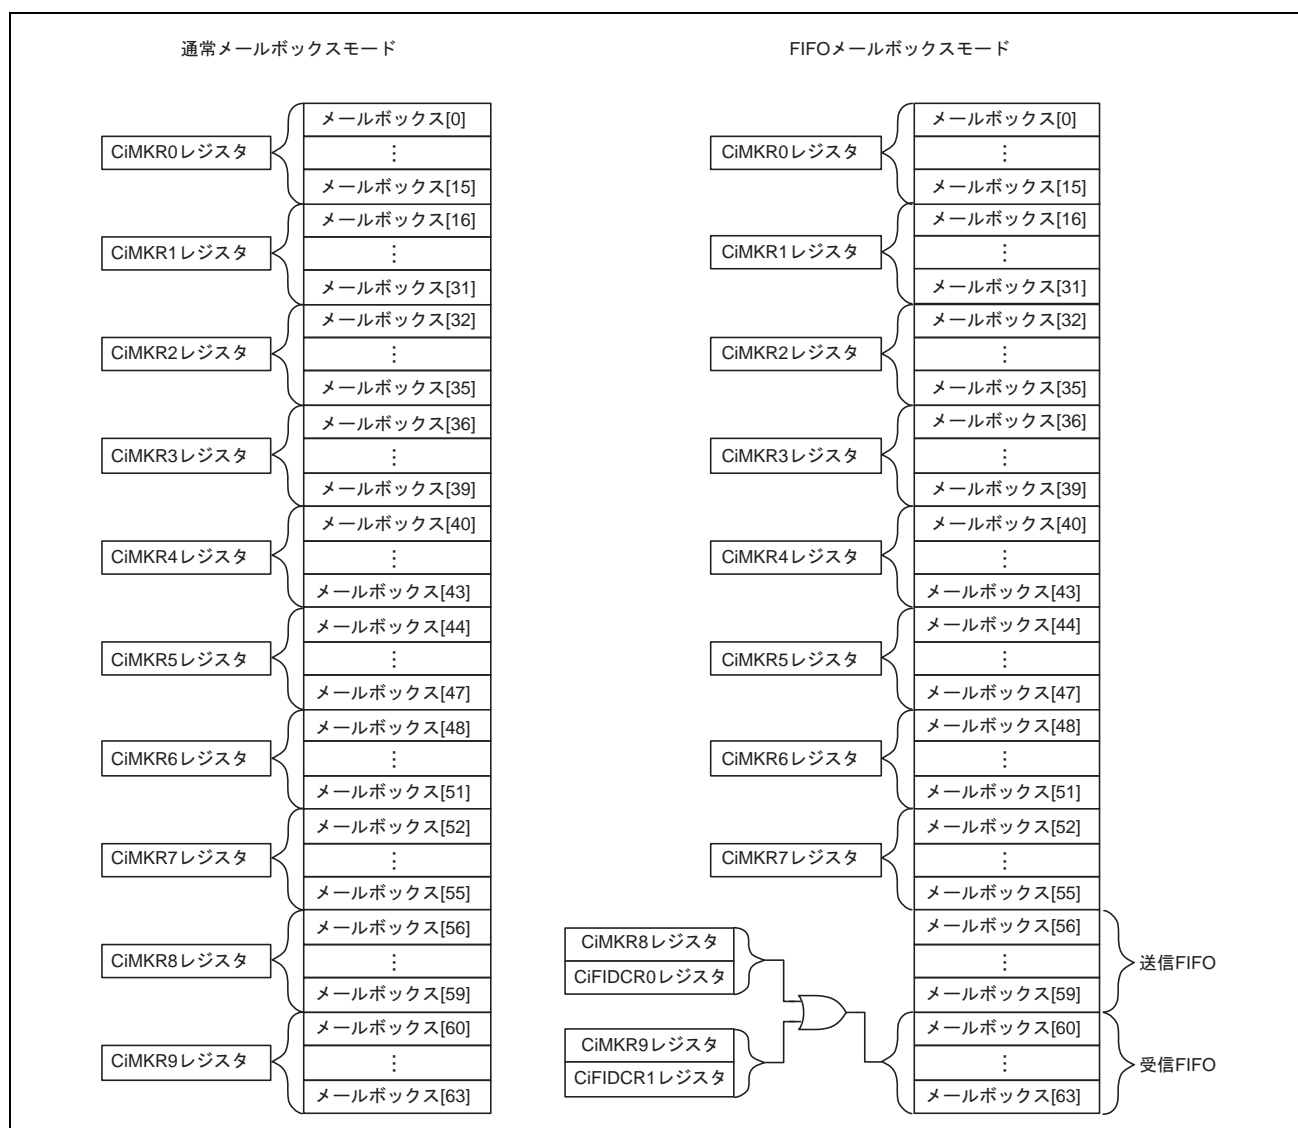 通常メールボックスモード
CiMKR0レジスタ
メールボックス[0]
⋮
メールボックス[15]
CiMKR1レジスタ
メールボックス[16]
⋮
メールボックス[31]
CiMKR2レジスタ
メールボックス[32]
⋮
メールボックス[35]
CiMKR3レジスタ
メールボックス[36]
⋮
メールボックス[39]
CiMKR4レジスタ
メールボックス[40]
⋮
メールボックス[43]
CiMKR5レジスタ
メールボックス[44]
⋮
メールボックス[47]
CiMKR6レジスタ
メールボックス[48]
⋮
メールボックス[51]
CiMKR7レジスタ
メールボックス[52]
⋮
メールボックス[55]
CiMKR8レジスタ
メールボックス[56]
⋮
メールボックス[59]
CiMKR9レジスタ
メールボックス[60]
⋮
メールボックス[63]
FIFOメールボックスモード
CiMKR0レジスタ
メールボックス[0]
⋮
メールボックス[15]
CiMKR1レジスタ
メールボックス[16]
⋮
メールボックス[31]
CiMKR2レジスタ
メールボックス[32]
⋮
メールボックス[35]
CiMKR3レジスタ
メールボックス[36]
⋮
メールボックス[39]
CiMKR4レジスタ
メールボックス[40]
⋮
メールボックス[43]
CiMKR5レジスタ
メールボックス[44]
⋮
メールボックス[47]
CiMKR6レジスタ
メールボックス[48]
⋮
メールボックス[51]
CiMKR7レジスタ
メールボックス[52]
⋮
メールボックス[55]
CiMKR8レジスタ
CiFIDCR0レジスタ
メールボックス[56]
⋮
メールボックス[59]
送信FIFO
CiMKR9レジスタ
CiFIDCR1レジスタ
メールボックス[60]
⋮
メールボックス[63]
受信FIFO